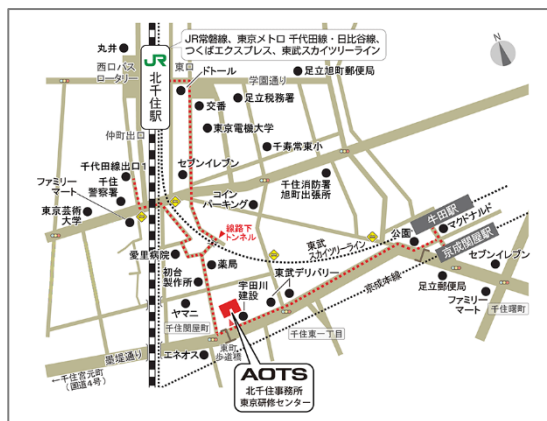 JR常磐線、東京メトロ 千代田線・日比谷線、
つくばエクスプレス、東武スカイツリーライン
JR
北千住駅
丸井
西口バス
ロータリー
東口
ドトール
学園通り
足立旭町郵便局
交番
足立税務署
東京電機大学
仲町出口
千寿常東小
千代田線出口1
セブンイレブン
千住消防署
旭町出張所
ファミリー
マート
千住
警察署
コイン
パーキング
東京芸術
大学
線路下
トンネル
東武
スカイツリーライン
公園
牛田駅
マクドナルド
京成関屋駅
セブンイレブン
愛里病院
薬局
初台
製作所
東武デリバリー
京成本線
足立郵便局
ファミリー
マート
千住曙町
宇田川
建設
ヤマニ
千住関屋町
千住東一丁目
墨堤通り
エネオス
東町
歩道橋
←千住宮元町
(国道4号)
AOTS
北千住事務所
東京研修センター
N